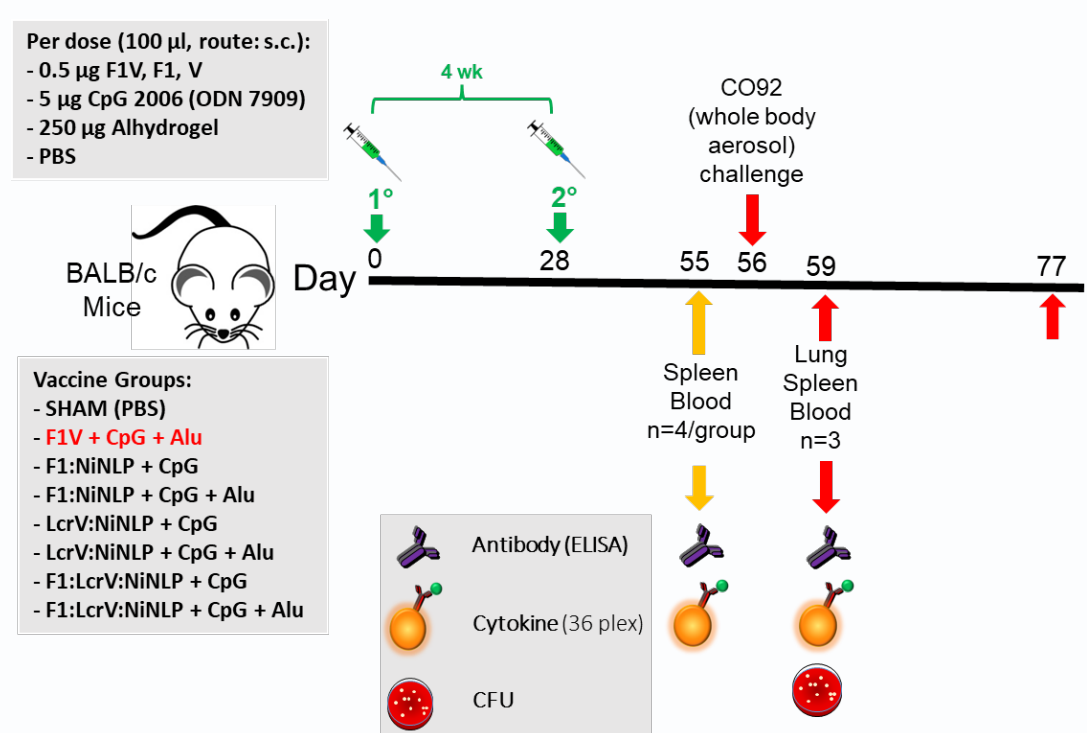 Per dose (100 µl, route: s.c.):
- 0.5 µg F1V, F1, V
- 5 µg CpG 2006 (ODN 7909)
- 250 µg Alhydrogel
- PBS
4 wk
1°
2°
CO92
(whole body
aerosol)
challenge
BALB/c
Mice
Day
0
28
55
56
59
77
Spleen
Blood
n=4/group
Lung
Spleen
Blood
n=3
Vaccine Groups:
- SHAM (PBS)
- F1V + CpG + Alu
- F1:NiNLP + CpG
- F1:NiNLP + CpG + Alu
- LcrV:NiNLP + CpG
- LcrV:NiNLP + CpG + Alu
- F1:LcrV:NiNLP + CpG
- F1:LcrV:NiNLP + CpG + Alu
Antibody (ELISA)
Cytokine (36 plex)
CFU